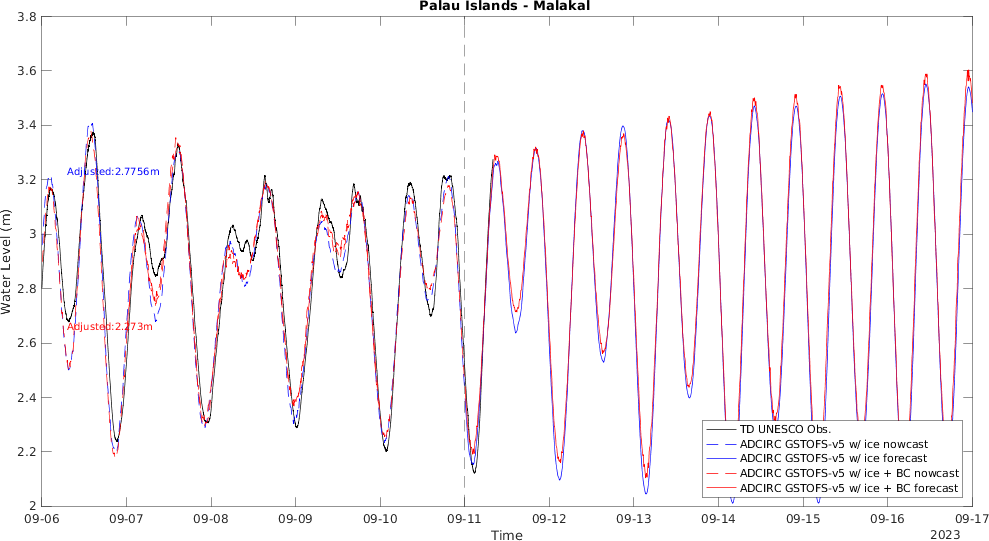 Palau Islands - Malakal
3.8
3.6
3.4
3.2
3
2.8
2.6
2.4
2.2
2
Water Level (m)
Adjusted:2.7756m
Adjusted:2.273m
TD UNESCO Obs.
ADCIRC GSTOFS-v5 w/ ice nowcast
ADCIRC GSTOFS-v5 w/ ice forecast
ADCIRC GSTOFS-v5 w/ ice + BC nowcast
ADCIRC GSTOFS-v5 w/ ice + BC forecast
09-06 09-07 09-08 09-09 09-10 09-11 09-12 09-13 09-14 09-15 09-16 09-17
Time
2023